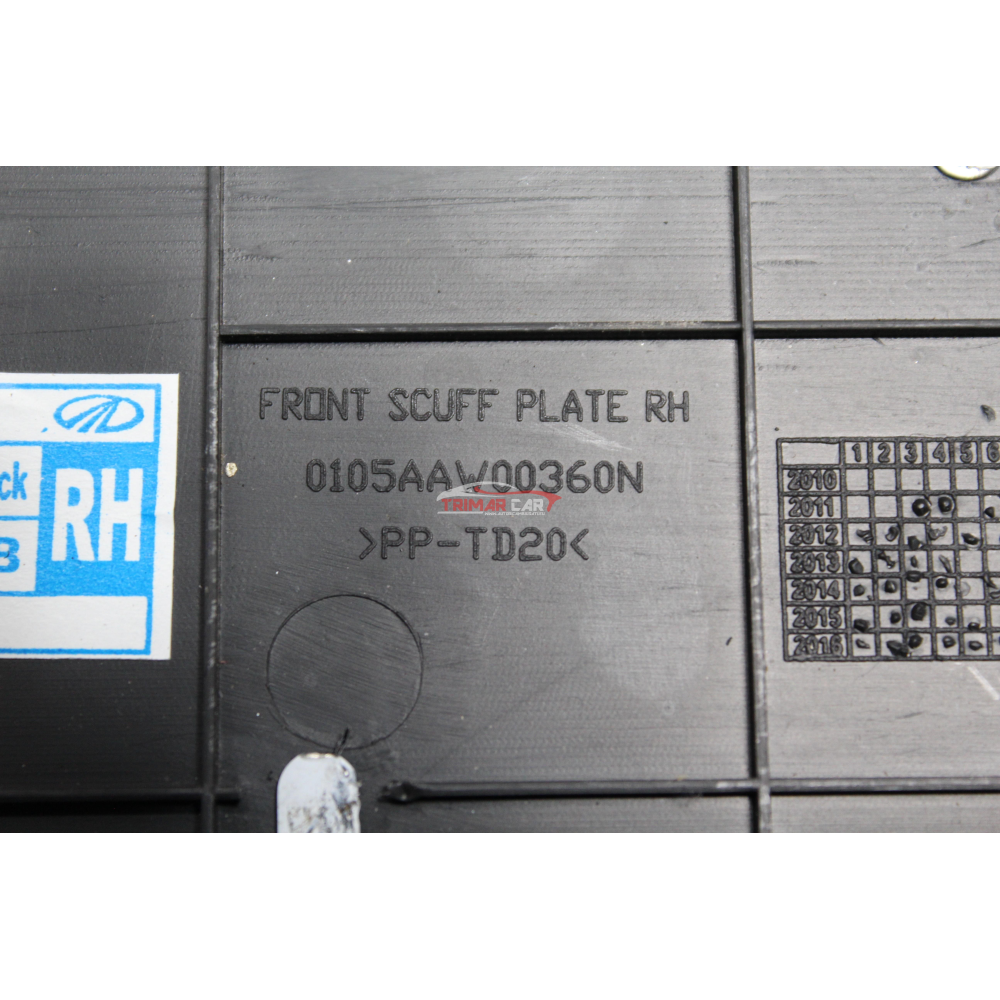 FRONT SCUFF PLATE RH
0105AAW00360N
>PP-TD20<
TRIMAR CAR
ck
RH
B
1 2 3 4 5 6
2010
2011
2012
2013
2014
2015
2016